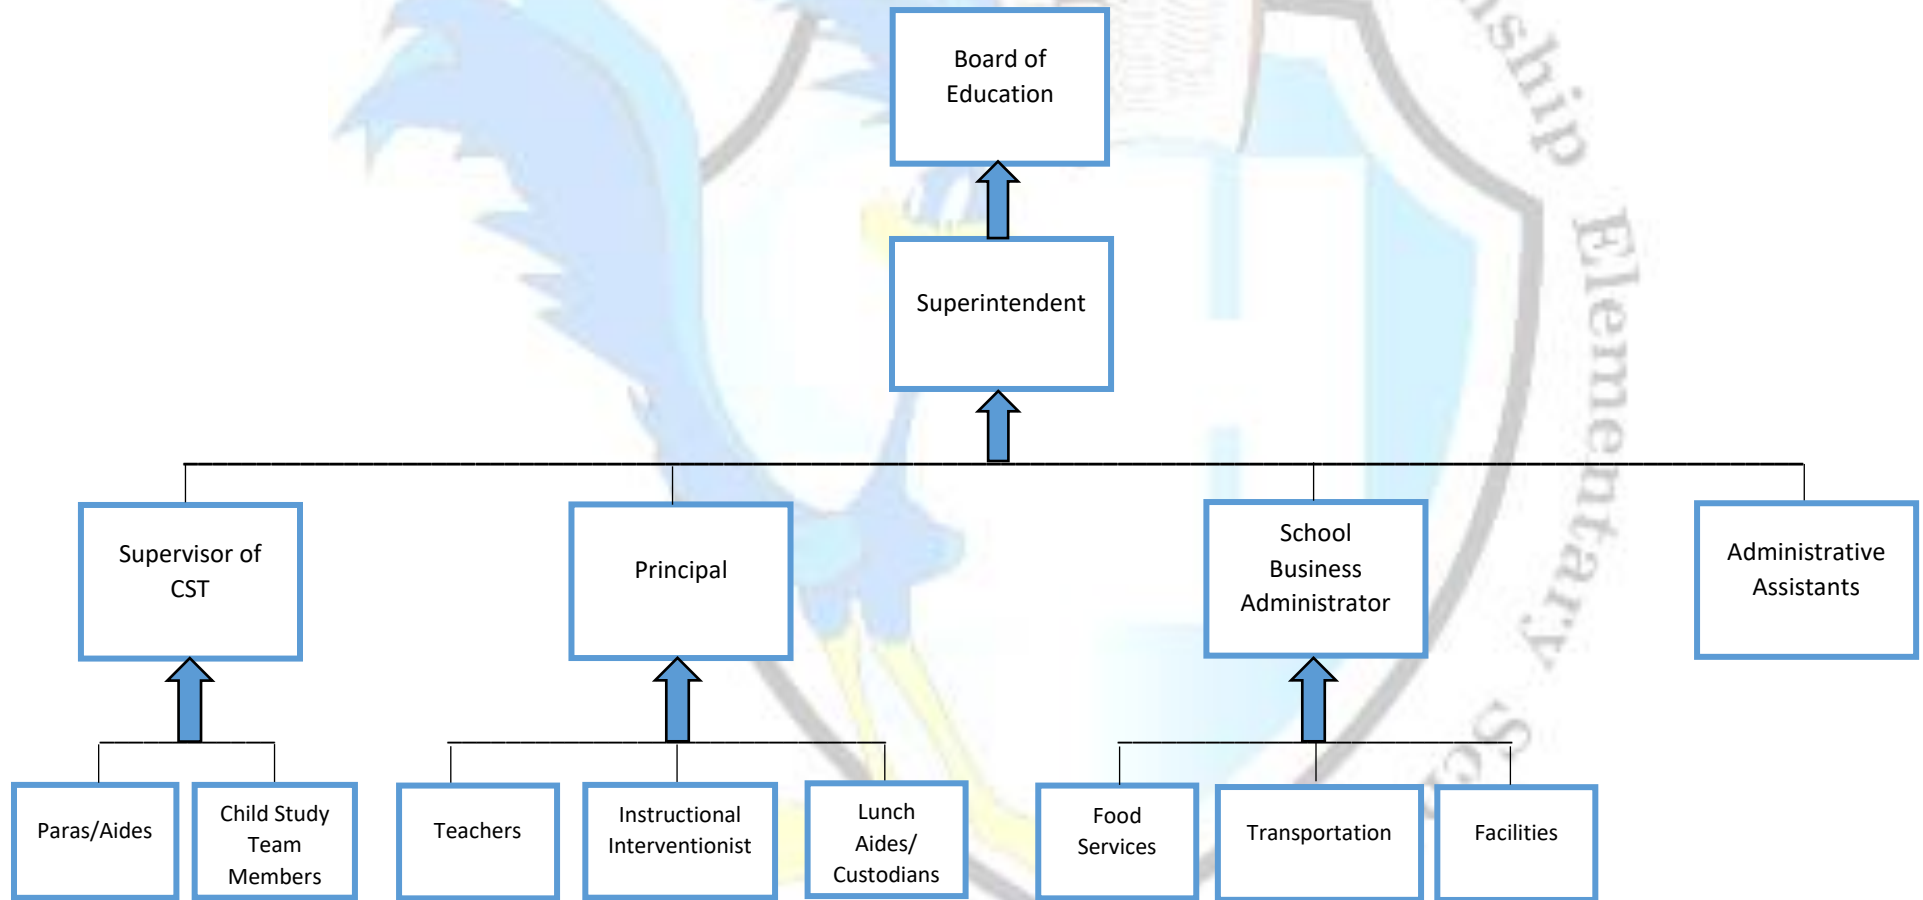 Board of
Education
Superintendent
Supervisor of
CST
Principal
School
Business
Administrator
Administrative
Assistants
Paras/Aides
Child Study
Team
Members
Teachers
Instructional
Interventionist
Lunch
Aides/
Custodians
Food
Services
Transportation
Facilities
Elementary